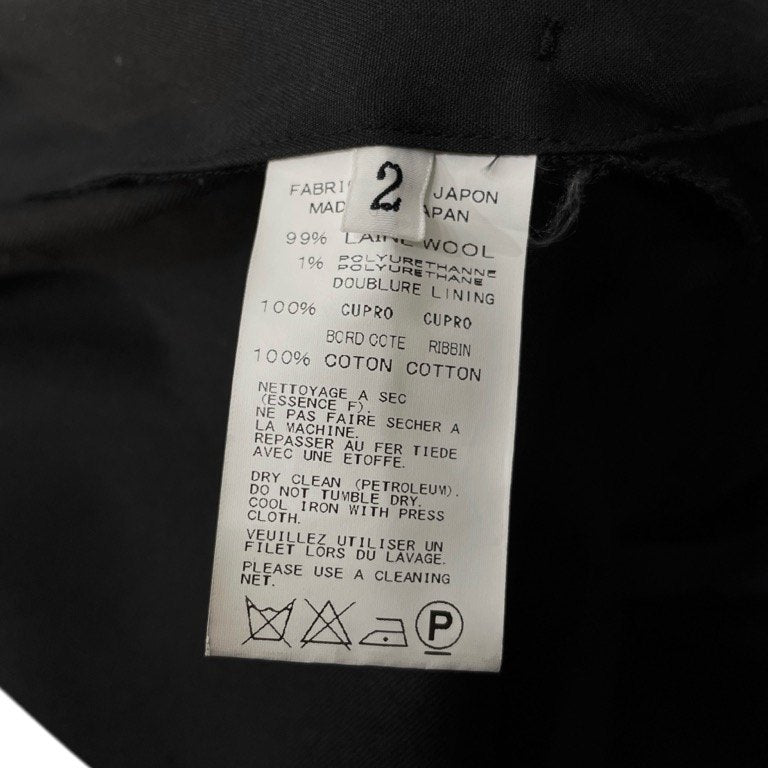 2
FABRI JAPON
MAD APAN
99% LAINE WOOL
1% POLYURETHANNE
POLYURETHANE
DOUBLURE LINING
100% CUPRO CUPRO
BORD COTE RIBBIN
100% COTON COTTON
NETTOYAGE A SEC
(ESSENCE F).
NE PAS FAIRE SECHER A
LA MACHINE.
REPASSER AU FER TIEDE
AVEC UNE ETOFFE.
DRY CLEAN (PETROLEUM).
DO NOT TUMBLE DRY.
COOL IRON WITH PRESS
CLOTH.
VEUILLEZ UTILISER UN
FILET LORS DU LAVAGE.
PLEASE USE A CLEANING
NET.
P